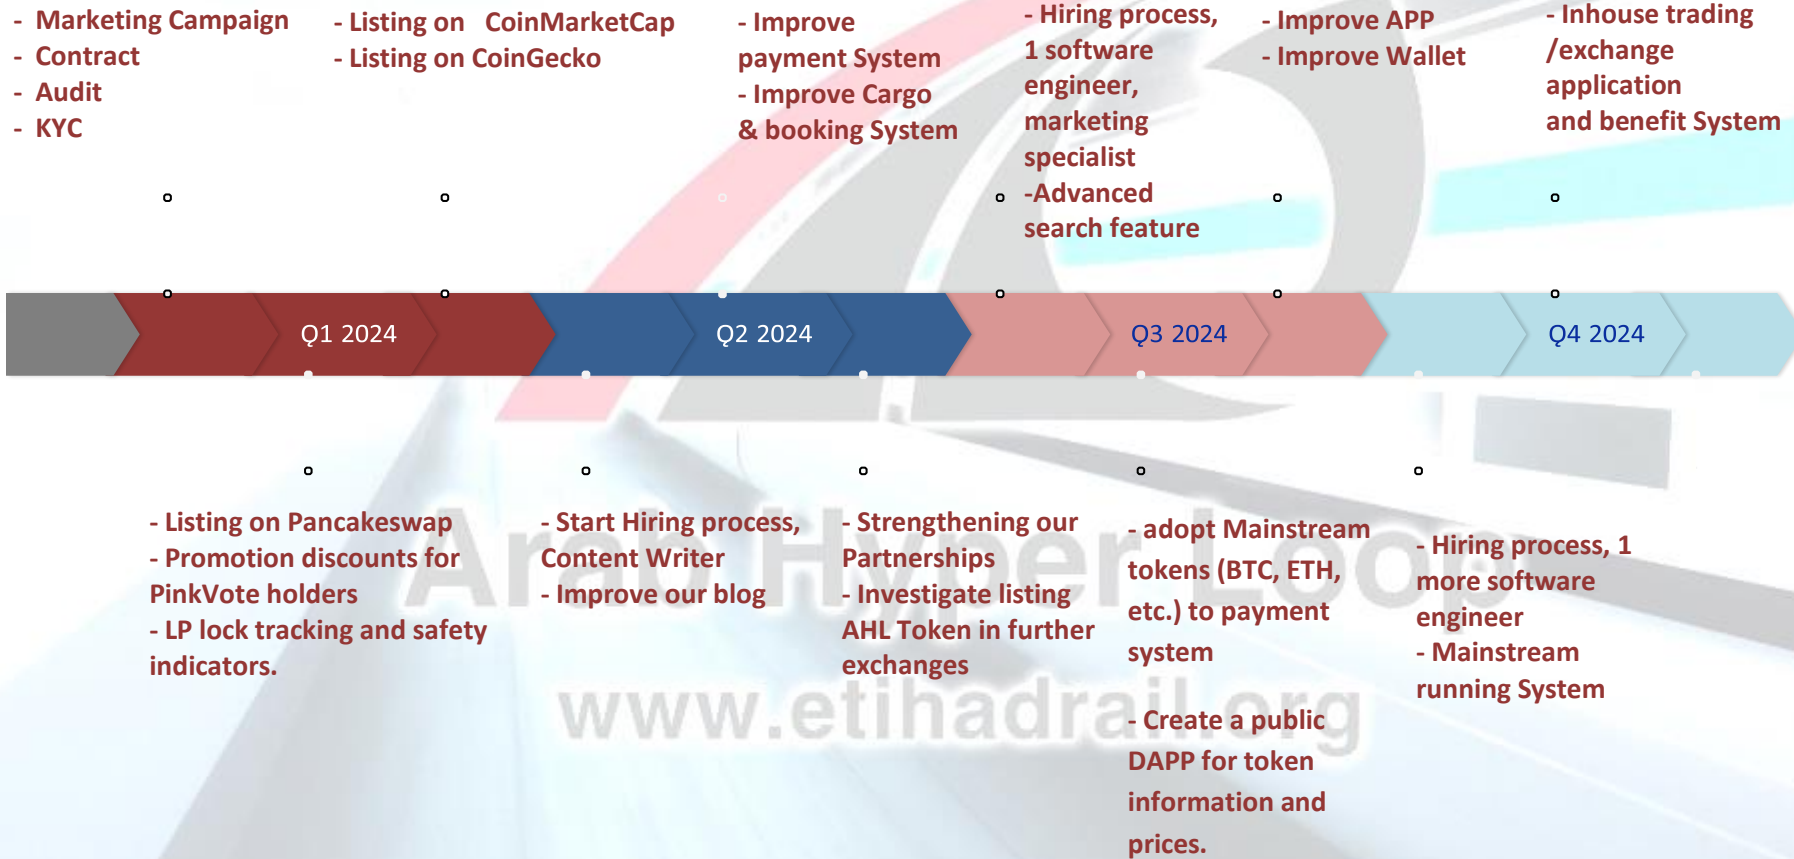 - Marketing Campaign
- Contract
- Audit
- KYC
- Listing on CoinMarketCap
- Listing on CoinGecko
- Improve
payment System
- Improve Cargo
& booking System
- Hiring process,
1 software
engineer,
marketing
specialist
-Advanced
search feature
- Improve APP
- Improve Wallet
- Inhouse trading
/exchange
application
and benefit System
Q1 2024
Q2 2024
Q3 2024
Q4 2024
- Listing on Pancakeswap
- Promotion discounts for
PinkVote holders
- LP lock tracking and safety
indicators.
- Start Hiring process,
Content Writer
- Improve our blog
- Strengthening our
Partnerships
- Investigate listing
AHL Token in further
exchanges
- adopt Mainstream
tokens (BTC, ETH,
etc.) to payment
system
- Create a public
DAPP for token
information and
prices.
- Hiring process, 1
more software
engineer
- Mainstream
running System
Arab Hyper Loop
www.etihadrail.org